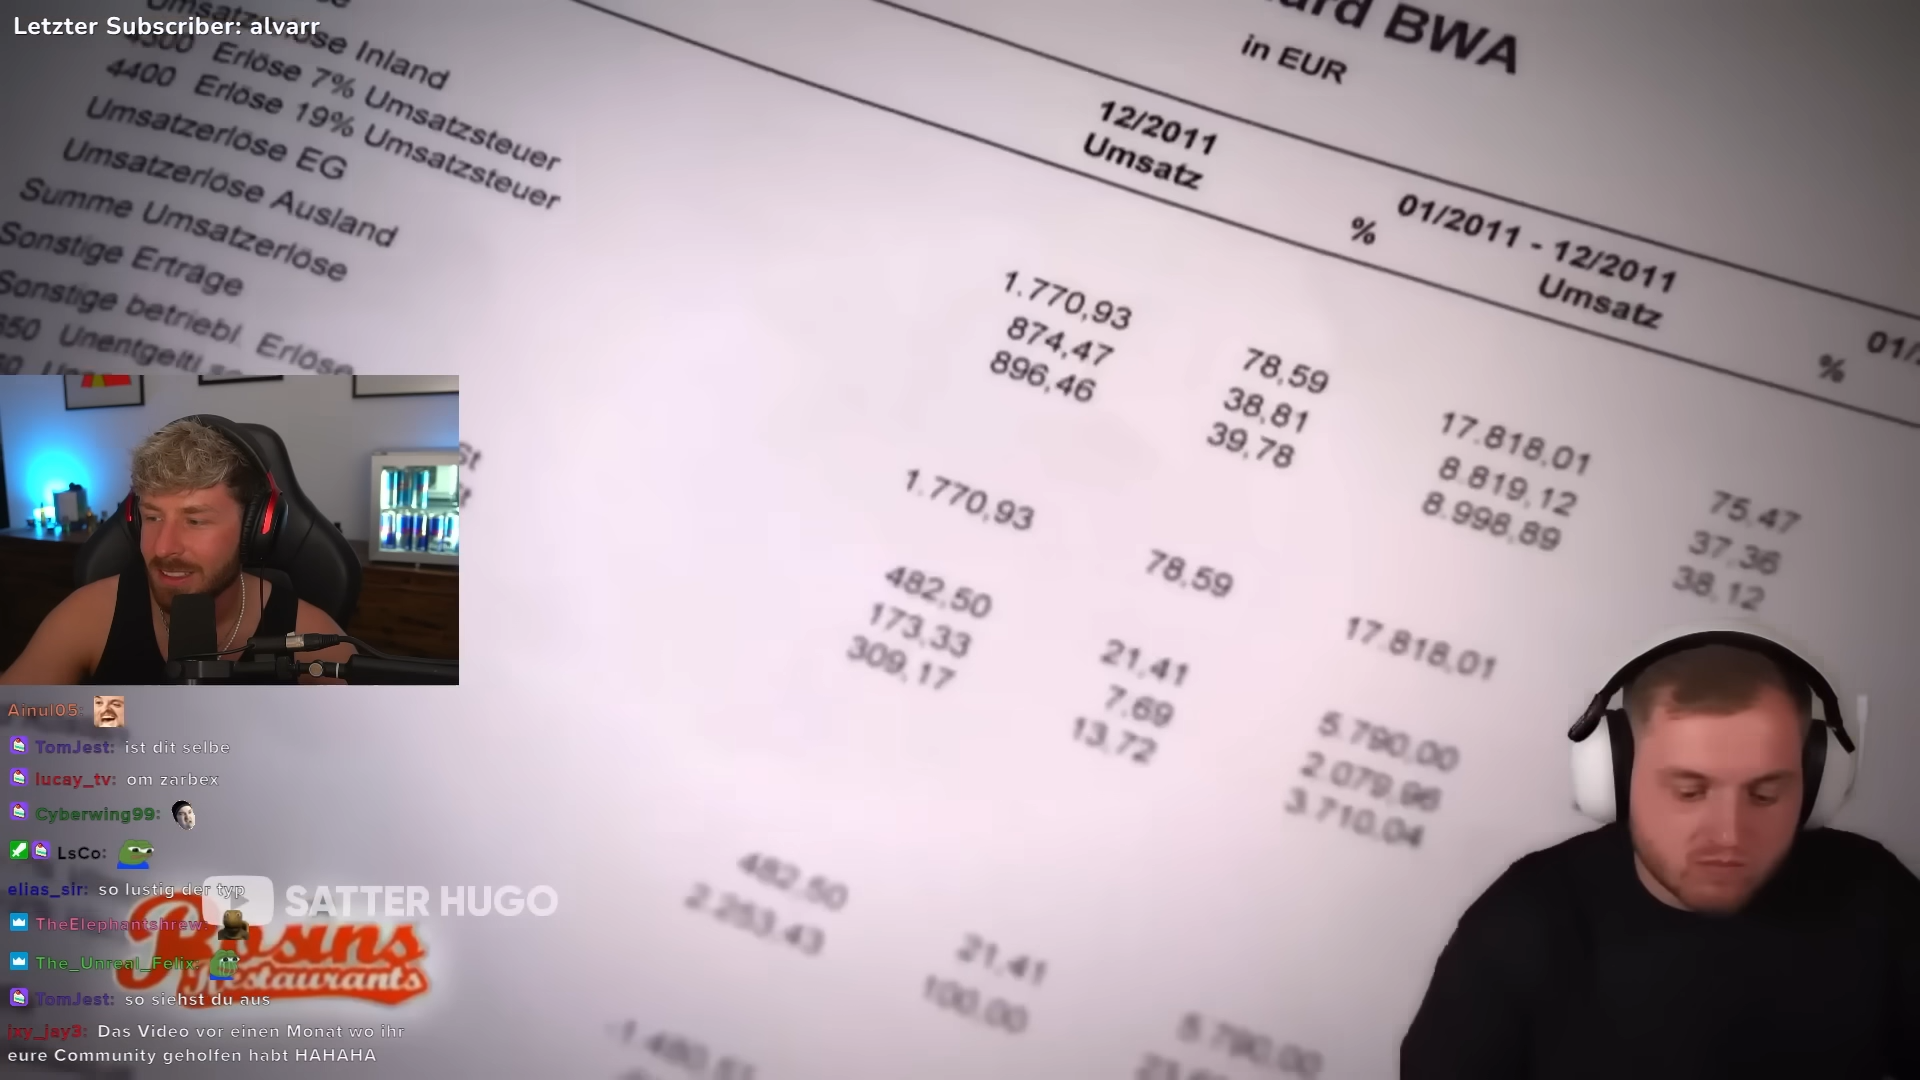 Letzter Subscriber: alvarr
ard BWA
in EUR
Umsatzerlöse Inland
4300 Erlöse 7% Umsatzsteuer
4400 Erlöse 19% Umsatzsteuer
Umsatzerlöse EG
Umsatzerlöse Ausland
Summe Umsatzerlöse
Sonstige Erträge
Sonstige betriebl. Erlöse
12/2011
Umsatz
%
01/2011 - 12/2011
Umsatz
%
1.770,93 78,59 17.818,01 75,47
874,47 38,81 8.819,12 37,36
896,46 39,78 8.998,89 38,12
1.770,93 78,59 17.818,01
482,50 21,41 5.790,00
173,33 7,69 2.079,96
309,17 13,72 3.710,04
482,50 21,41 5.790,00
2.253,43 100,00
Ainul05:
TomJest: ist dit selbe
lucay_tv: om zarbex
Cyberwing99:
LsCo:
elias_sir: so lustig der typ
TheElephantshrew:
The_Unreal_Felix:
TomJest: so siehst du aus
jxy_jay3: Das Video vor einen Monat wo ihr
eure Community geholfen habt HAHAHA
SATTER HUGO
Rosins
Restaurants